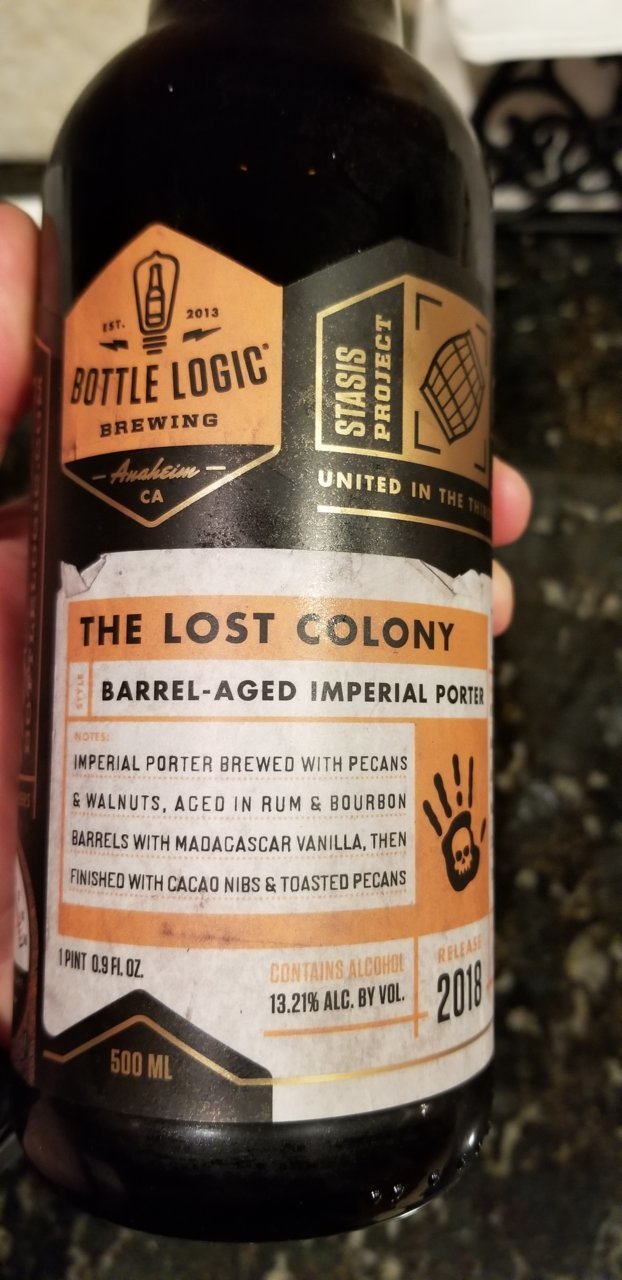 EST. 2013
BOTTLE LOGIC
BREWING
Anaheim
CA
STASIS
PROJECT
UNITED IN THE
THE LOST COLONY
STYLE
BARREL-AGED IMPERIAL PORTER
NOTES:
IMPERIAL PORTER BREWED WITH PECANS
& WALNUTS, AGED IN RUM & BOURBON
BARRELS WITH MADAGASCAR VANILLA, THEN
FINISHED WITH CACAO NIBS & TOASTED PECANS
1 PINT 0.9 FL. OZ.
CONTAINS ALCOHOL
13.21% ALC. BY VOL.
RELEASE
2018
500 ML